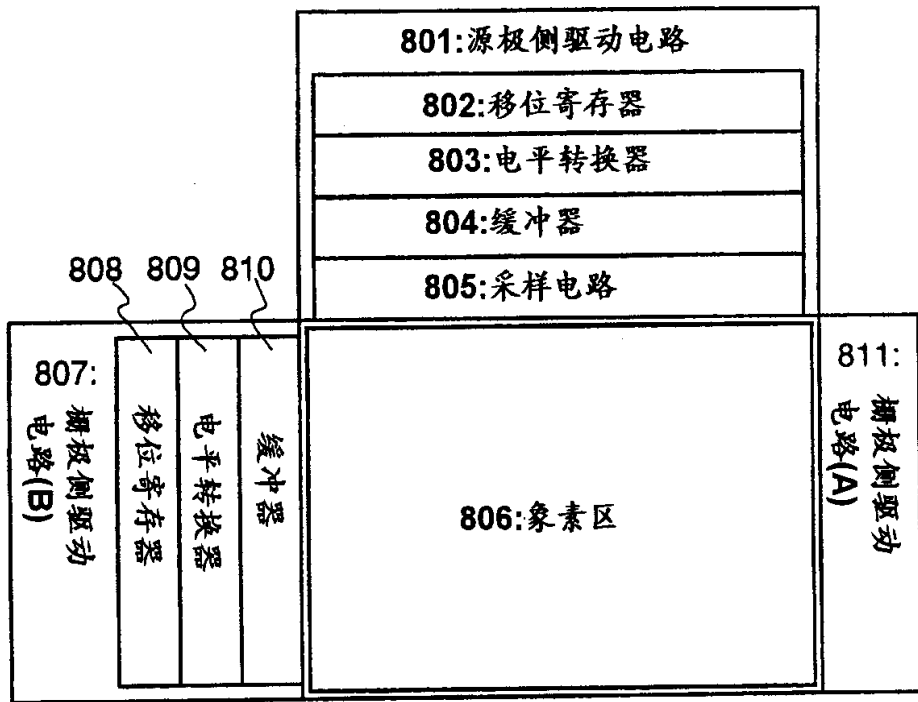 801:源极侧驱动电路
802:移位寄存器
803:电平转换器
804:缓冲器
805:采样电路
808 809 810
807:
栅极侧驱动
电路(B)
移位寄存器
电平转换器
缓冲器
806:象素区
811:
栅极侧驱动
电路(A)